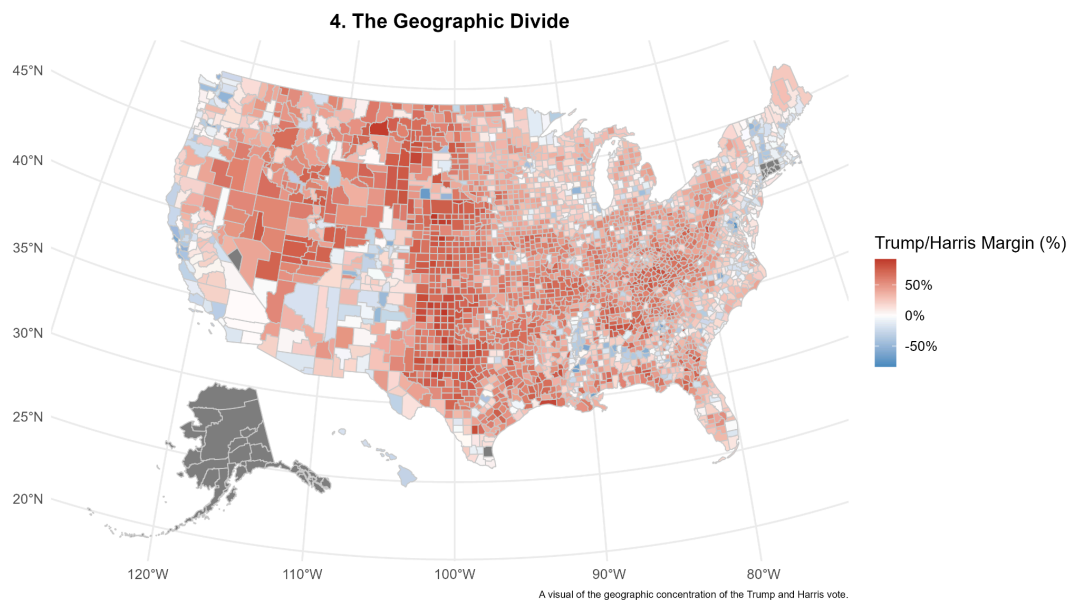 4. The Geographic Divide
45°N
40°N
35°N
30°N
25°N
20°N
120°W
110°W
100°W
90°W
80°W
Trump/Harris Margin (%)
50%
0%
-50%
A visual of the geographic concentration of the Trump and Harris vote.